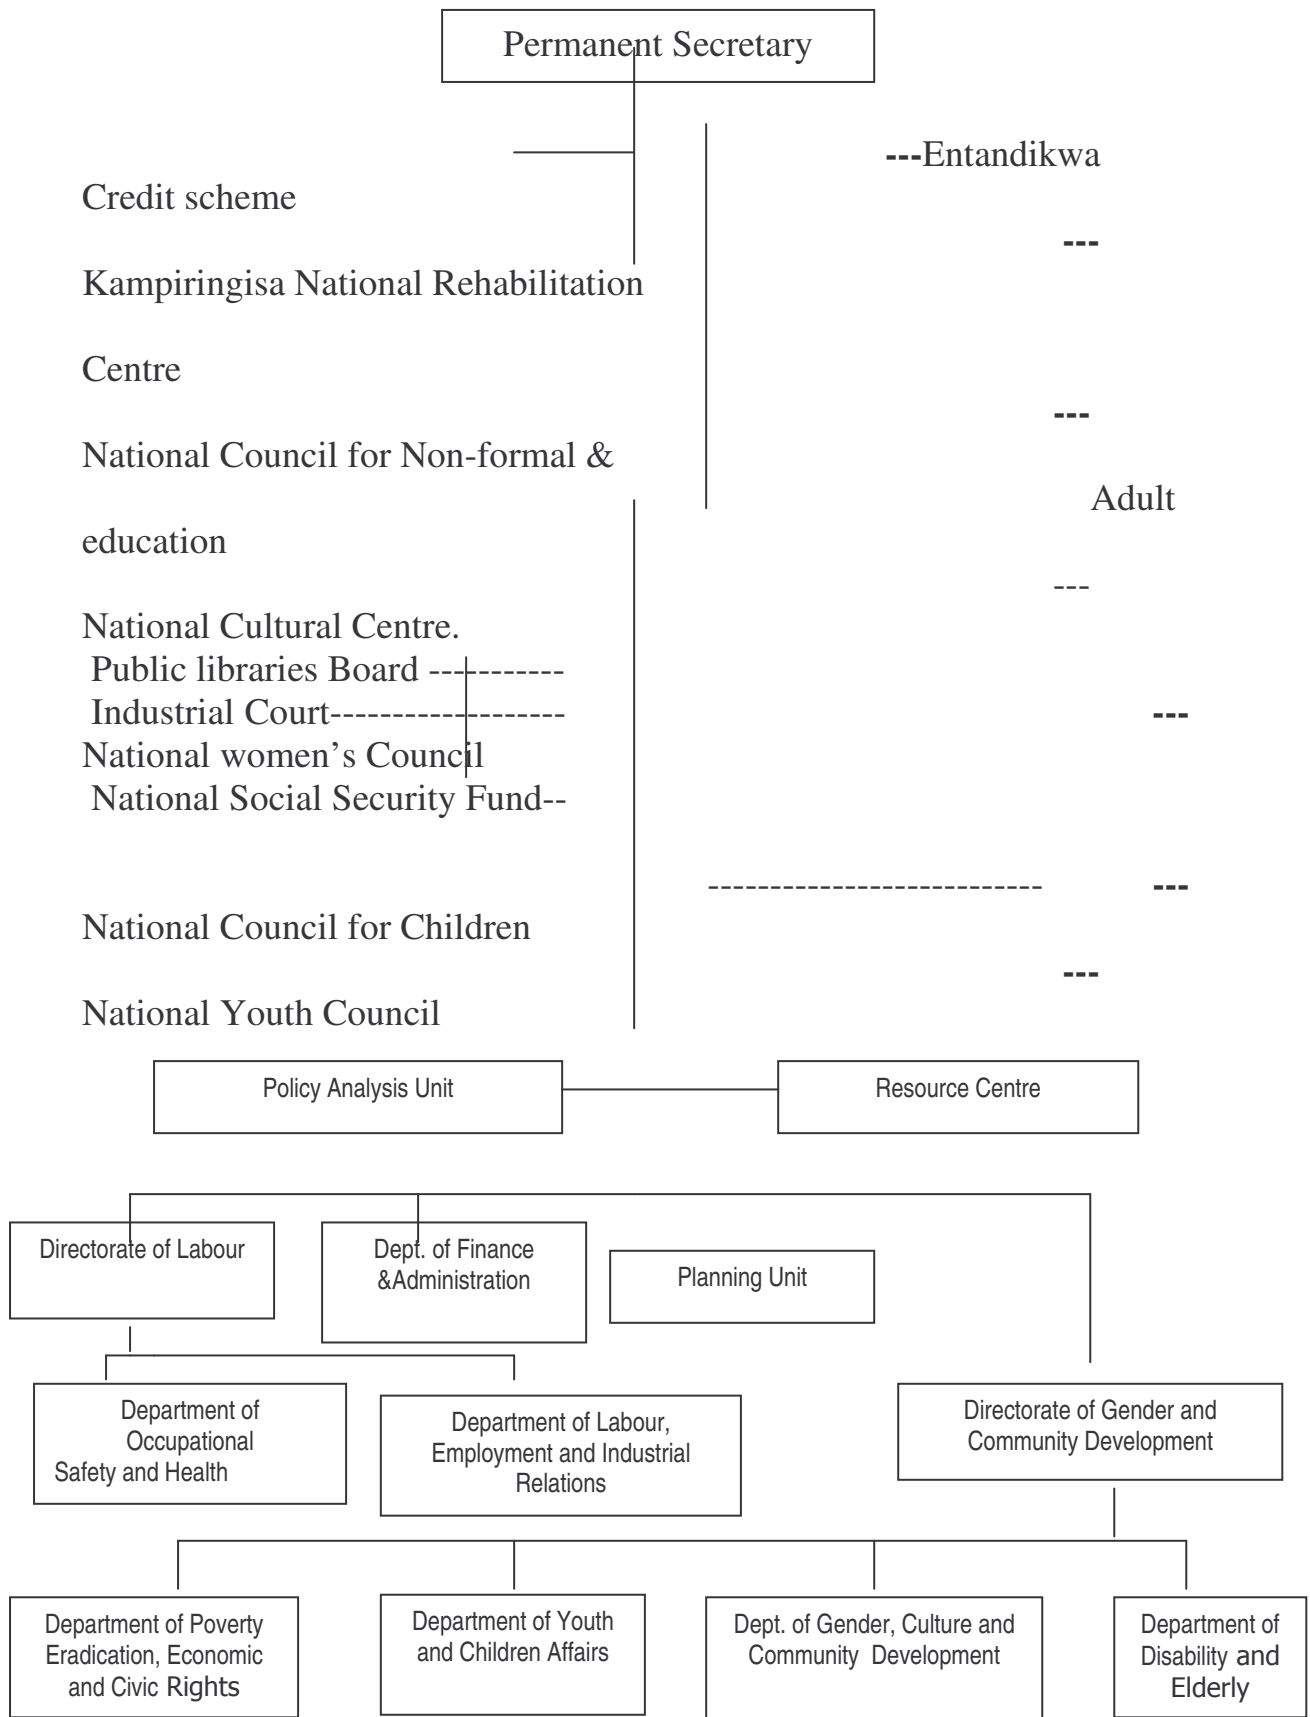 Permanent Secretary
---Entandikwa
Credit scheme
---
Kampiringisa National Rehabilitation
Centre
---
National Council for Non-formal &
Adult
education
---
National Cultural Centre.
Public libraries Board -----------
Industrial Court------------------- ---
National women's Council
National Social Security Fund--
--------------------------- ---
National Council for Children
---
National Youth Council
Policy Analysis Unit
Resource Centre
Directorate of Labour
Dept. of Finance
&Administration
Planning Unit
Department of
Occupational
Safety and Health
Department of Labour,
Employment and Industrial
Relations
Directorate of Gender and
Community Development
Department of Poverty
Eradication, Economic
and Civic Rights
Department of Youth
and Children Affairs
Dept. of Gender, Culture and
Community Development
Department of
Disability and
Elderly